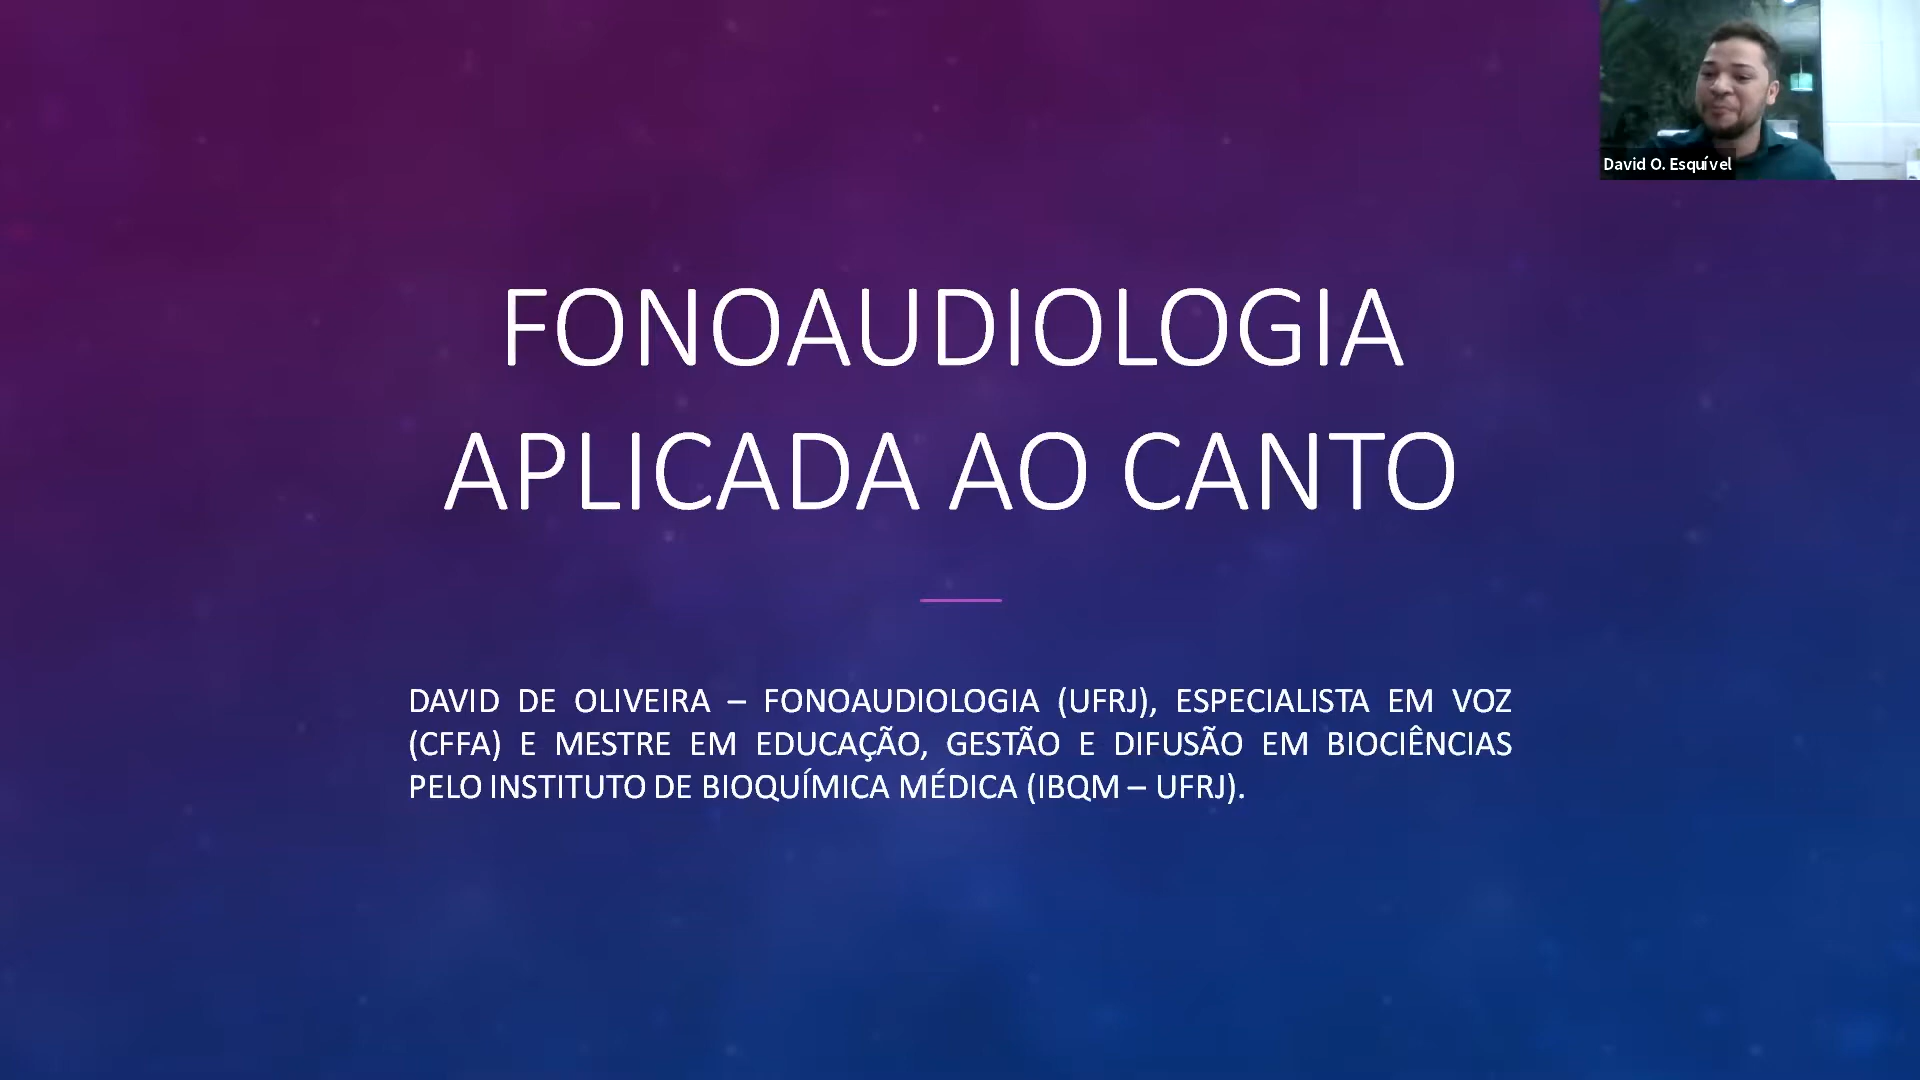 David O. Esquível
FONOAUDIOLOGIA
APLICADA AO CANTO
DAVID DE OLIVEIRA – FONOAUDIOLOGIA (UFRJ), ESPECIALISTA EM VOZ
(CFFA) E MESTRE EM EDUCAÇÃO, GESTÃO E DIFUSÃO EM BIOCIÊNCIAS
PELO INSTITUTO DE BIOQUÍMICA MÉDICA (IBQM – UFRJ).